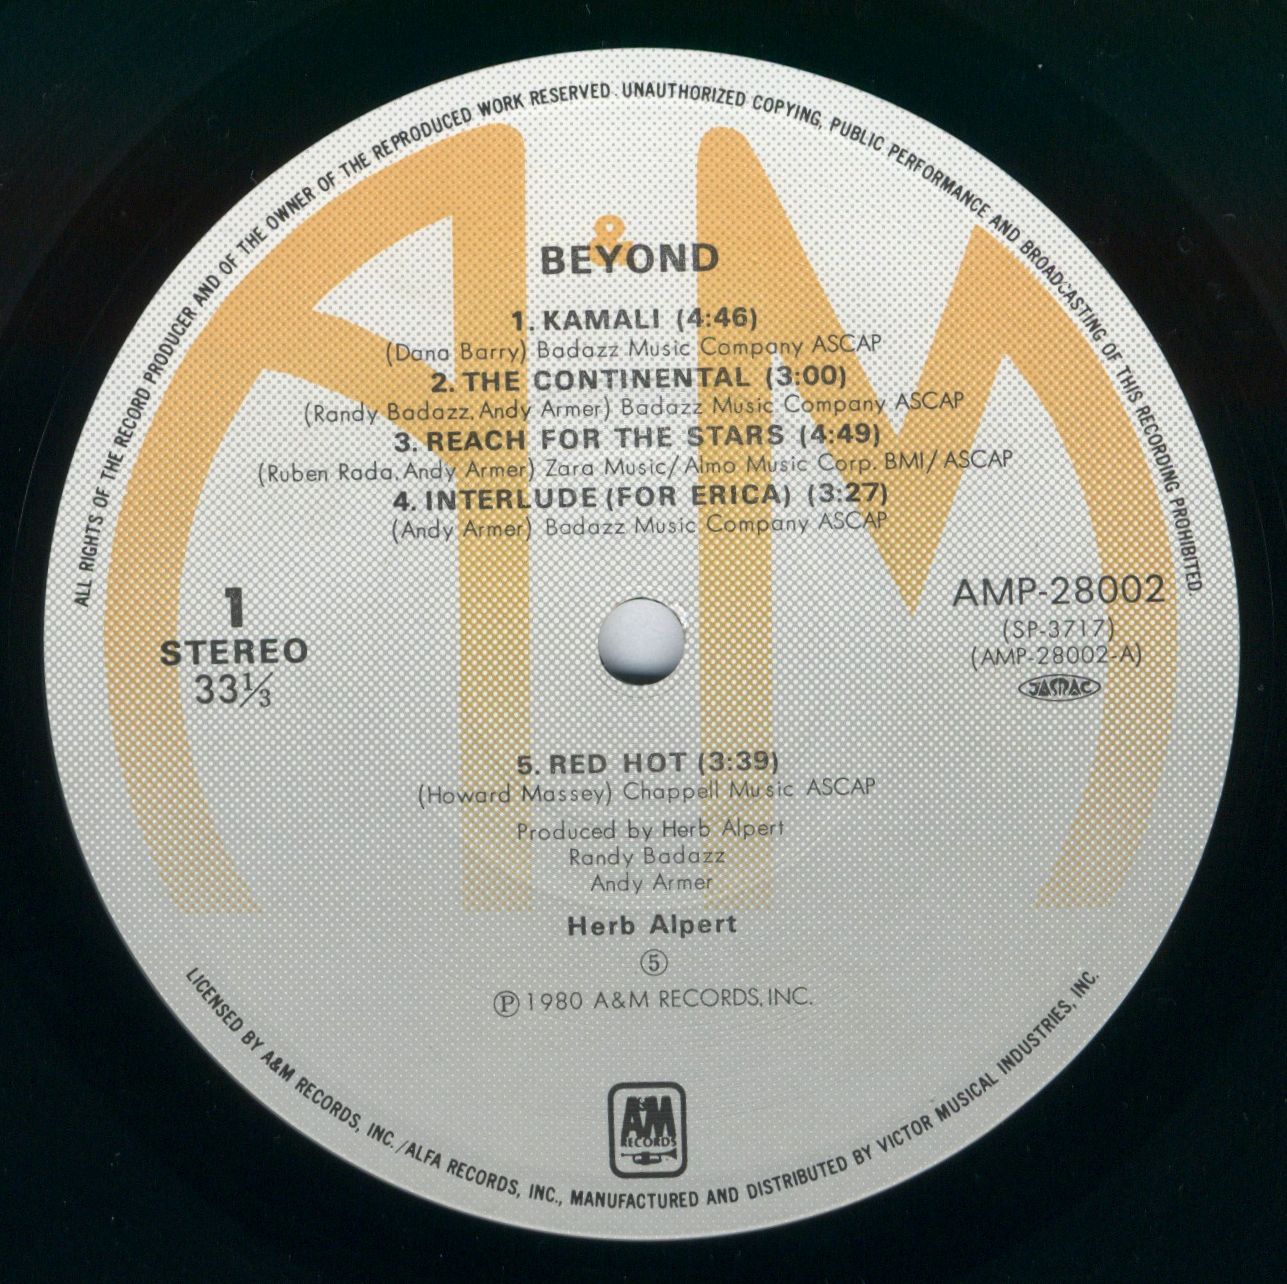 ALL RIGHTS OF THE RECORD PRODUCER AND OF THE OWNER OF THE REPRODUCED WORK RESERVED. UNAUTHORIZED COPYING, PUBLIC PERFORMANCE AND BROADCASTING OF THIS RECORDING PROHIBITED.
A&M
BEYOND
1. KAMALI (4:46)
(Dana Barry) Badazz Music Company ASCAP
2. THE CONTINENTAL (3:00)
(Randy Badazz, Andy Armer) Badazz Music Company ASCAP
3. REACH FOR THE STARS (4:49)
(Ruben Rada, Andy Armer) Zara Music/Almo Music Corp. BMI/ASCAP
4. INTERLUDE (FOR ERICA) (3:27)
(Andy Armer) Badazz Music Company ASCAP
1
STEREO
33⅓
AMP-28002
(SP-3717)
(AMP-28002-A)
JASRAC
5. RED HOT (3:39)
(Howard Massey) Chappell Music ASCAP
Produced by Herb Alpert
Randy Badazz
Andy Armer
Herb Alpert
⑤
℗ 1980 A&M RECORDS, INC.
A&M
RECORDS
LICENSED BY A&M RECORDS, INC./ALFA RECORDS, INC., MANUFACTURED AND DISTRIBUTED BY VICTOR MUSICAL INDUSTRIES, INC.